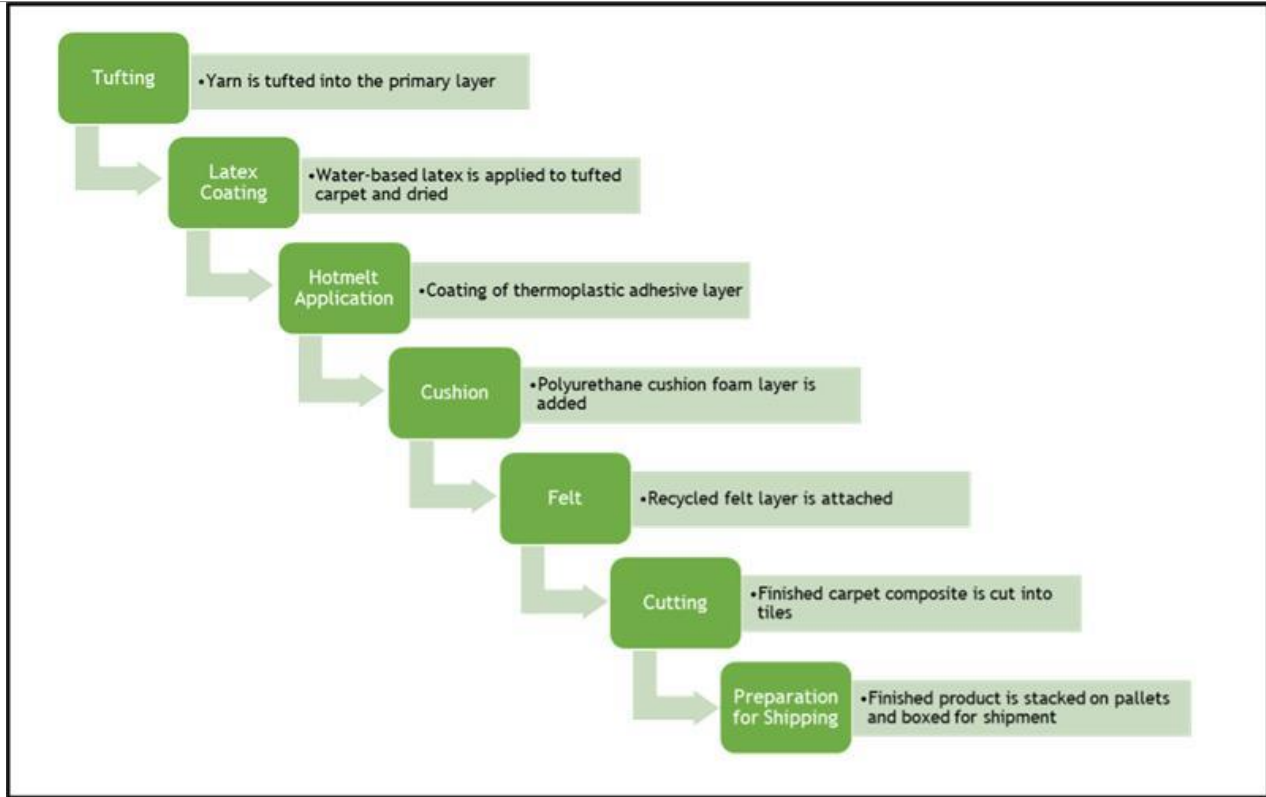 Tufting
•Yarn is tufted into the primary layer
Latex
Coating
•Water-based latex is applied to tufted
carpet and dried
Hotmelt
Application
•Coating of thermoplastic adhesive layer
Cushion
•Polyurethane cushion foam layer is
added
Felt
•Recycled felt layer is attached
Cutting
•Finished carpet composite is cut into
tiles
Preparation
for Shipping
•Finished product is stacked on pallets
and boxed for shipment